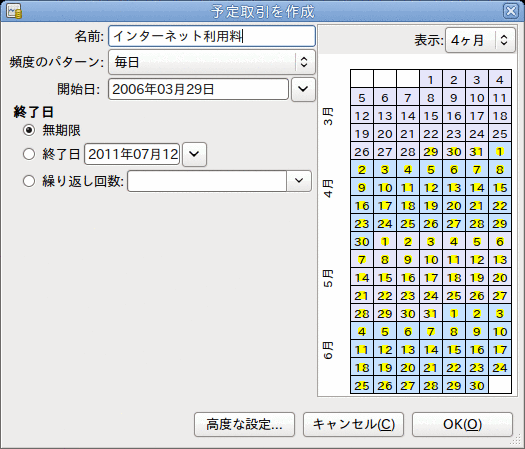 予定取引を作成
名前: インターネット利用料
頻度のパターン: 毎日
開始日: 2006年03月29日
終了日
無期限
終了日 2011年07月12
繰り返し回数:
表示: 4ヶ月
3月
1 2 3 4
5 6 7 8 9 10 11
12 13 14 15 16 17 18
19 20 21 22 23 24 25
26 27 28 29 30 31 1
4月
2 3 4 5 6 7 8
9 10 11 12 13 14 15
16 17 18 19 20 21 22
23 24 25 26 27 28 29
30 1 2 3 4 5 6
5月
7 8 9 10 11 12 13
14 15 16 17 18 19 20
21 22 23 24 25 26 27
28 29 30 31 1 2 3
6月
4 5 6 7 8 9 10
11 12 13 14 15 16 17
18 19 20 21 22 23 24
25 26 27 28 29 30
高度な設定... キャンセル(C) OK(O)